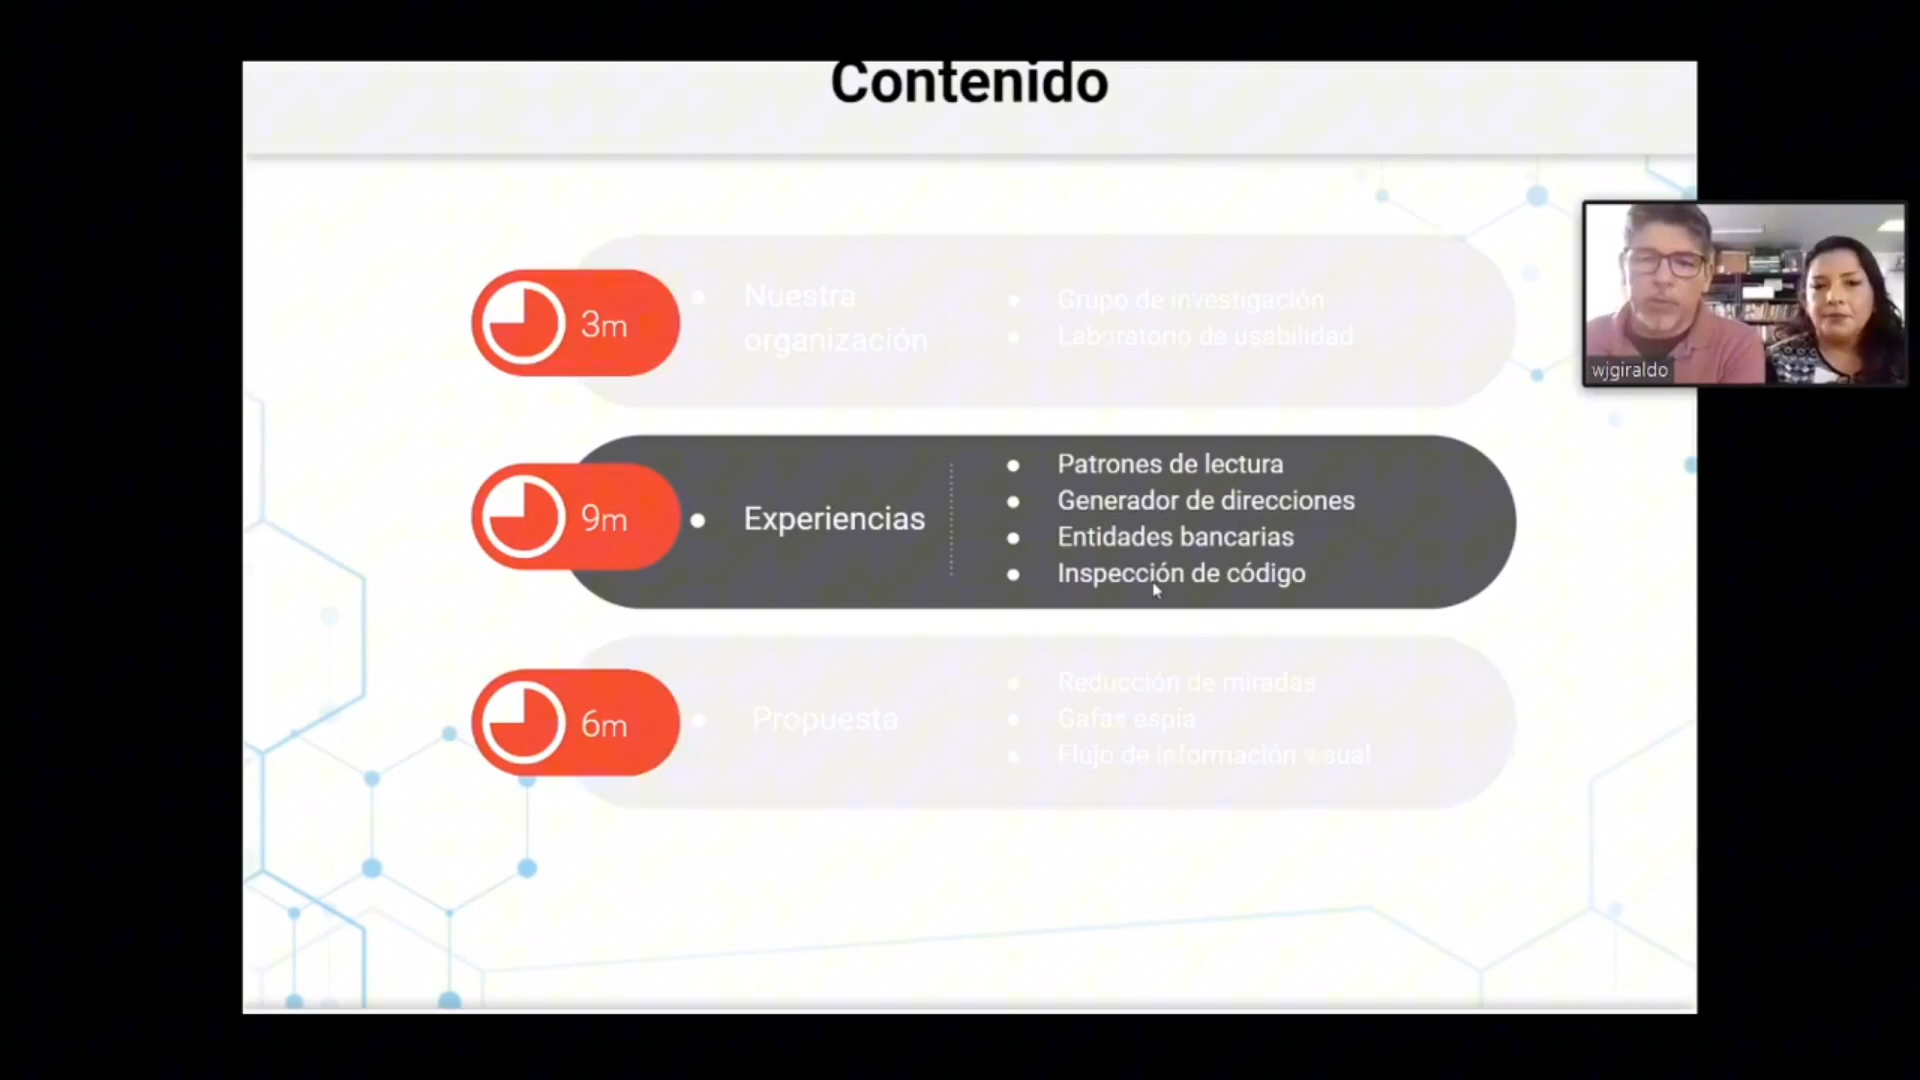 Contenido
3m
Nuestra
organización
Grupo de investigación
Laboratorio de usabilidad
9m
Experiencias
Patrones de lectura
Generador de direcciones
Entidades bancarias
Inspección de código
6m
Propuesta
Reducción de miradas
Gafas espia
Flujo de información visual
wjgiraldo